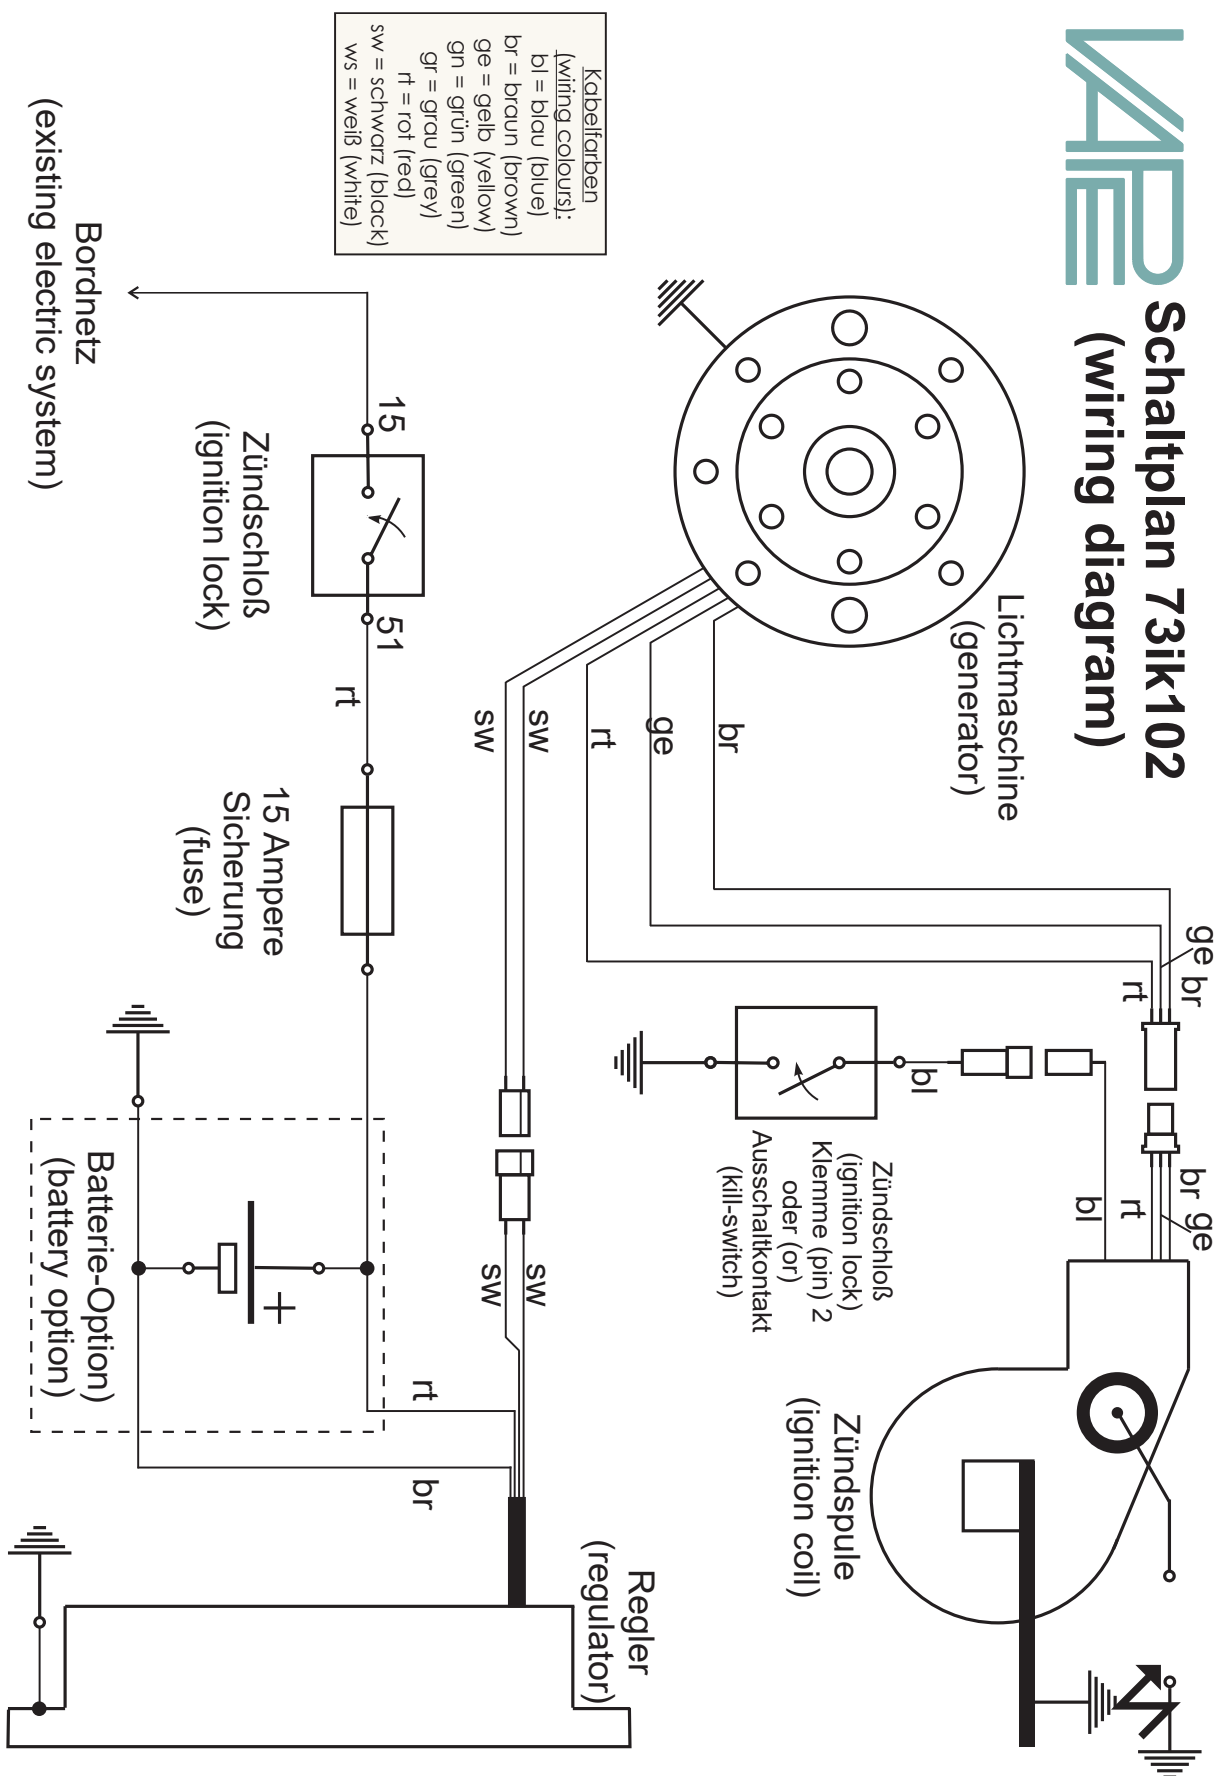 VAPE
Schaltplan 73ik102
(wiring diagram)
Lichtmaschine
(generator)
br
ge
rt
sw
sw
ge
br
rt
br
ge
rt
bl
bl
Zündschloß
(ignition lock)
Klemme (pin) 2
oder (or)
Ausschaltkontakt
(kill-switch)
Zündspule
(ignition coil)
Kabelfarben
(wiring colours):
bl = blau (blue)
br = braun (brown)
ge = gelb (yellow)
gn = grün (green)
gr = grau (grey)
rt = rot (red)
sw = schwarz (black)
ws = weiß (white)
sw
sw
rt
br
Regler
(regulator)
15
51
rt
Zündschloß
(ignition lock)
15 Ampere
Sicherung
(fuse)
+
Batterie-Option)
(battery option)
Bordnetz
(existing electric system)